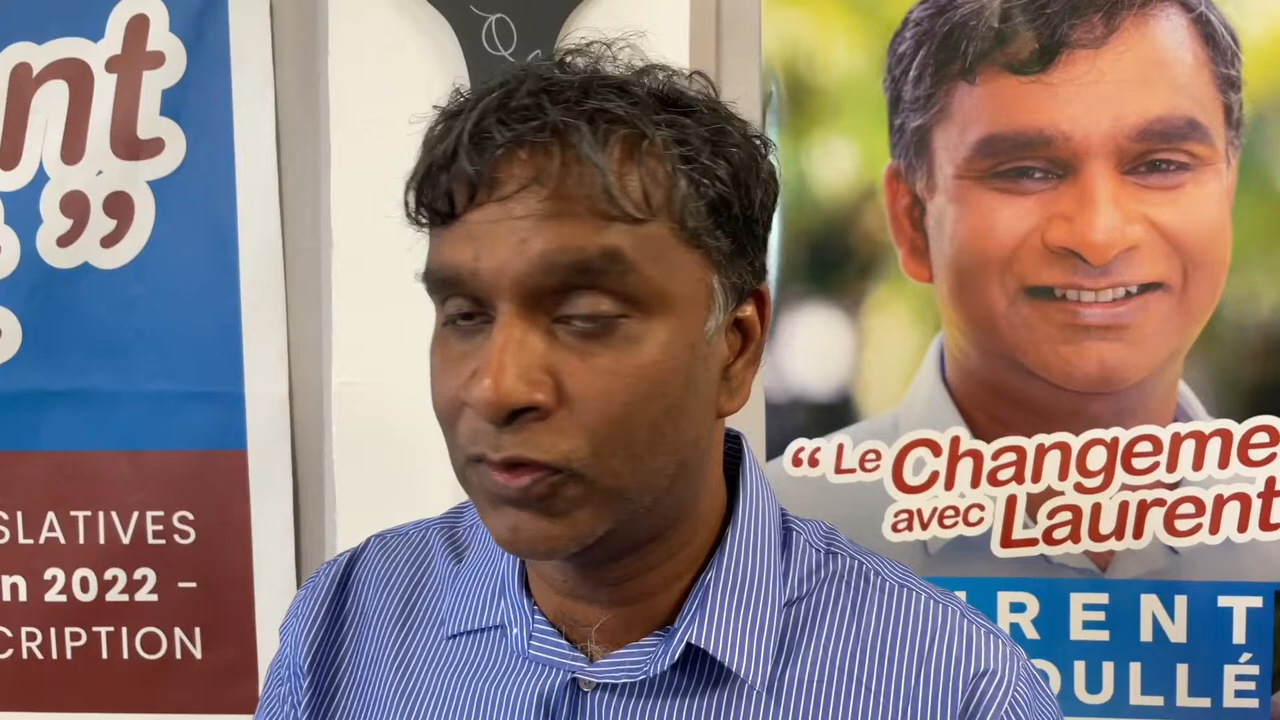 nt
”
SLATIVES
n 2022 –
CRIPTION
“ Le Changeme
avec Laurent
RENT
OULLÉ